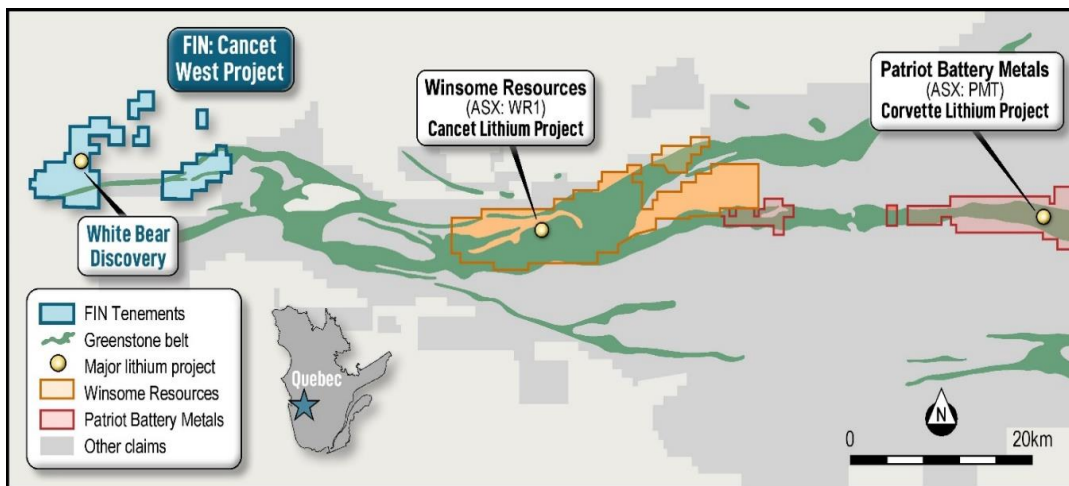 FIN: Cancet
West Project
Winsome Resources
(ASX: WR1)
Cancet Lithium Project
Patriot Battery Metals
(ASX: PMT)
Corvette Lithium Project
White Bear
Discovery
FIN Tenements
Greenstone belt
Major lithium project
Winsome Resources
Patriot Battery Metals
Other claims
Quebec
N
0 20km